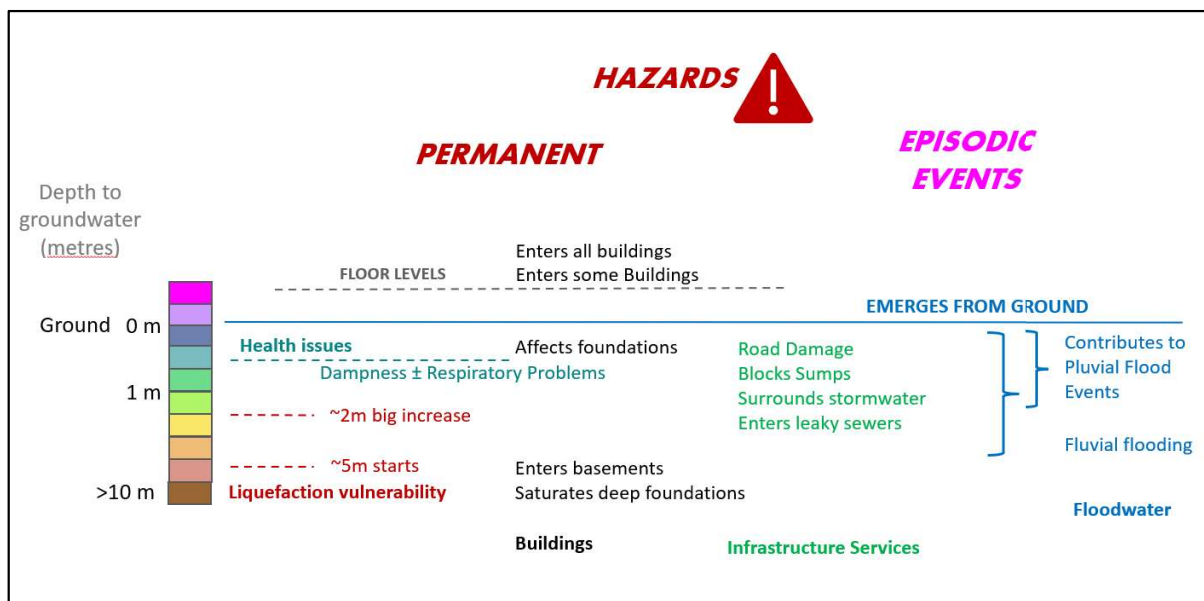 HAZARDS
!
PERMANENT
EPISODIC
EVENTS
Depth to
groundwater
(metres)
Enters all buildings
FLOOR LEVELS
Enters some Buildings
EMERGES FROM GROUND
Ground 0 m
Health issues
Affects foundations
Dampness ± Respiratory Problems
Road Damage
Blocks Sumps
Surrounds stormwater
Enters leaky sewers
Contributes to
Pluvial Flood
Events
1 m
~2m big increase
Fluvial flooding
~5m starts
Enters basements
>10 m
Liquefaction vulnerability
Saturates deep foundations
Floodwater
Buildings
Infrastructure Services